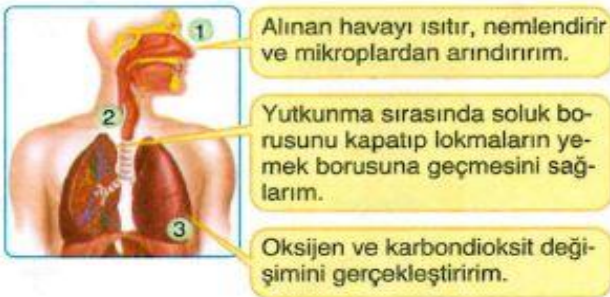 1
Alınan havayı ısıtır, nemlendirir
ve mikroplardan arındırırım.
2
Yutkunma sırasında soluk bo-
rusunu kapatıp lokmaların ye-
mek borusuna geçmesini sağ-
larım.
3
Oksijen ve karbondioksit deği-
şimini gerçekleştiririm.